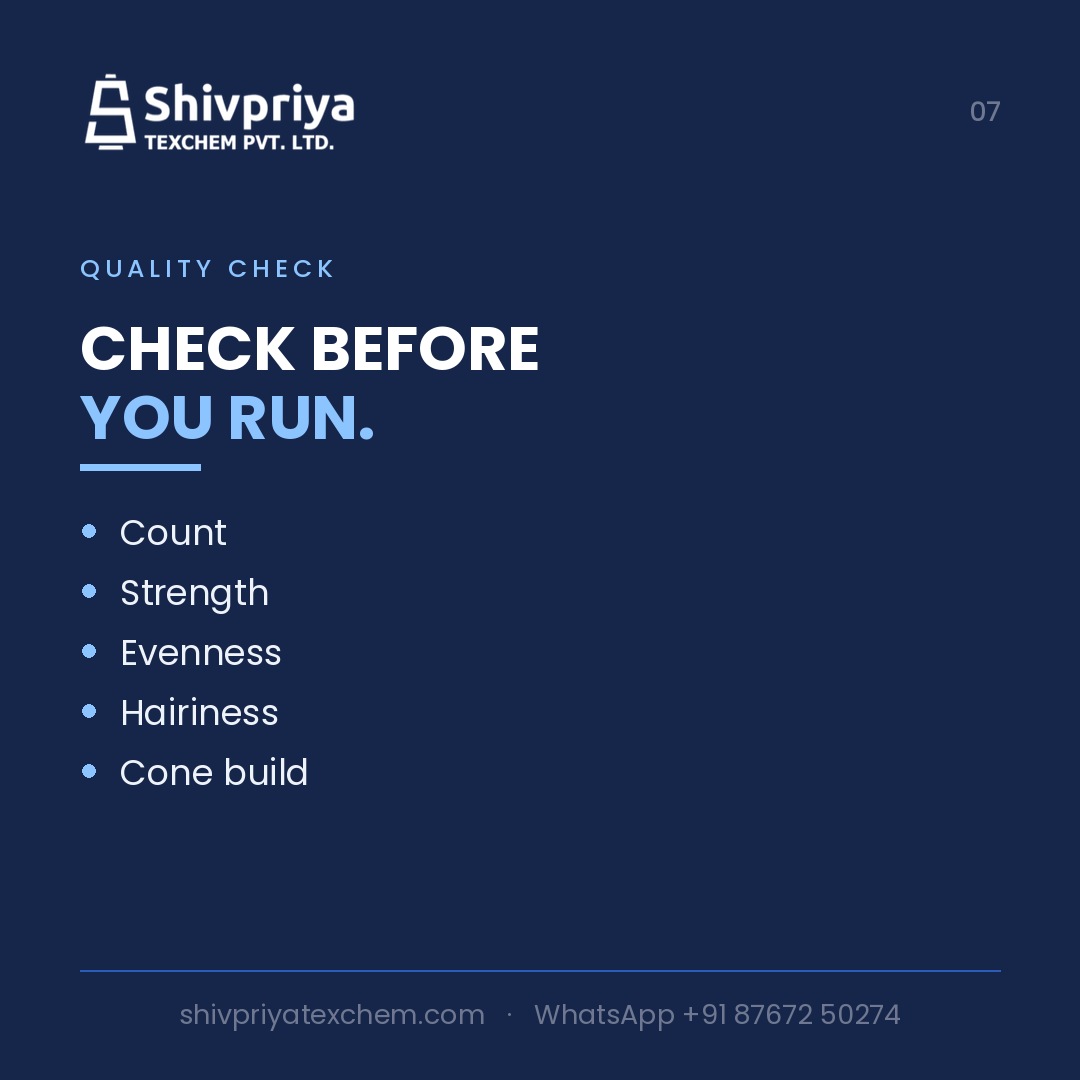 Shivpriya
TEXCHEM PVT. LTD.
07
QUALITY CHECK
CHECK BEFORE
YOU RUN.
Count
Strength
Evenness
Hairiness
Cone build
shivpriyatexchem.com · WhatsApp +91 87672 50274